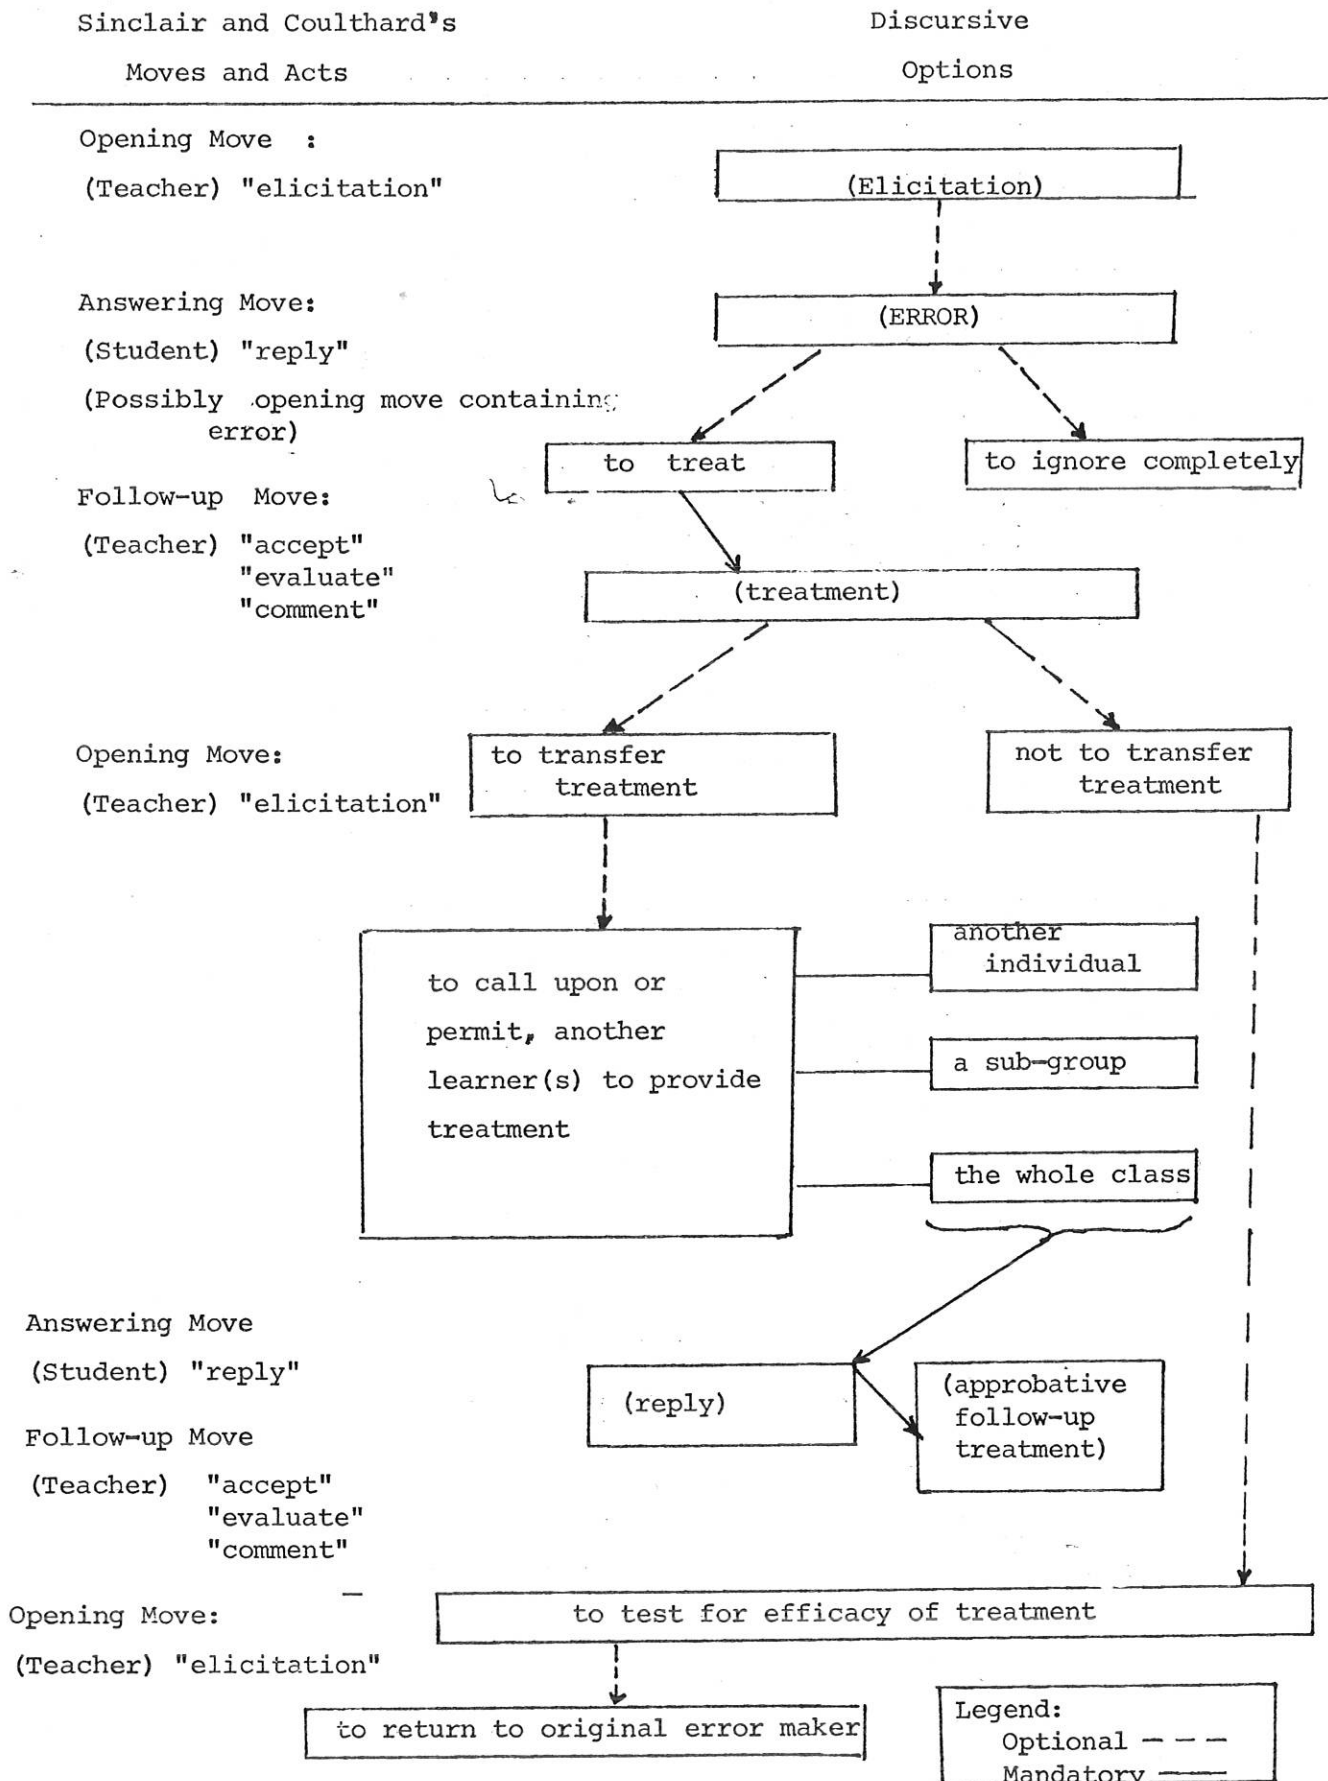 Sinclair and Coulthard's
Moves and Acts
Discursive
Options
Opening Move :
(Teacher) "elicitation"
(Elicitation)
Answering Move:
(Student) "reply"
(Possibly opening move containing
error)
(ERROR)
to treat
to ignore completely
Follow-up Move:
(Teacher) "accept"
"evaluate"
"comment"
(treatment)
Opening Move:
(Teacher) "elicitation"
to transfer
treatment
not to transfer
treatment
to call upon or
permit, another
learner(s) to provide
treatment
another
individual
a sub-group
the whole class
Answering Move
(Student) "reply"
(reply)
(approbative
follow-up
treatment)
Follow-up Move
(Teacher) "accept"
"evaluate"
"comment"
Opening Move:
(Teacher) "elicitation"
to test for efficacy of treatment
to return to original error maker
Legend:
Optional – – –
Mandatory ——